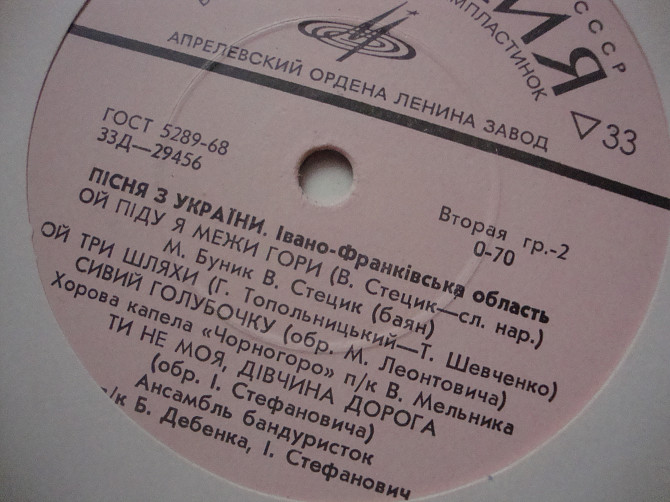 СССР
ИЯ
МПЛАСТИНОК
АПРЕЛЕВСКИЙ ОРДЕНА ЛЕНИНА ЗАВОД
ГОСТ 5289-68
33Д—29456
33
Вторая гр.-2
0-70
ПІСНЯ З УКРАЇНИ. Івано-Франківська область
ОЙ ПІДУ Я МЕЖИ ГОРИ (В. Стецик—сл. нар.)
М. Буник В. Стецик (баян)
ОЙ ТРИ ШЛЯХИ (Г. Топольницький—Т. Шевченко)
СИВИЙ ГОЛУБОЧКУ (обр. М. Леонтовича)
Хорова капела «Чорногоро» п/к В. Мельника
ТИ НЕ МОЯ, ДІВЧИНА ДОРОГА
(обр. І. Стефановича)
Ансамбль бандуристок
п/к Б. Дебенка, І. Стефанович